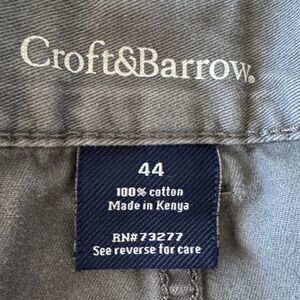 Croft&Barrow®
44
100% cotton
Made in Kenya
RN#73277
See reverse for care